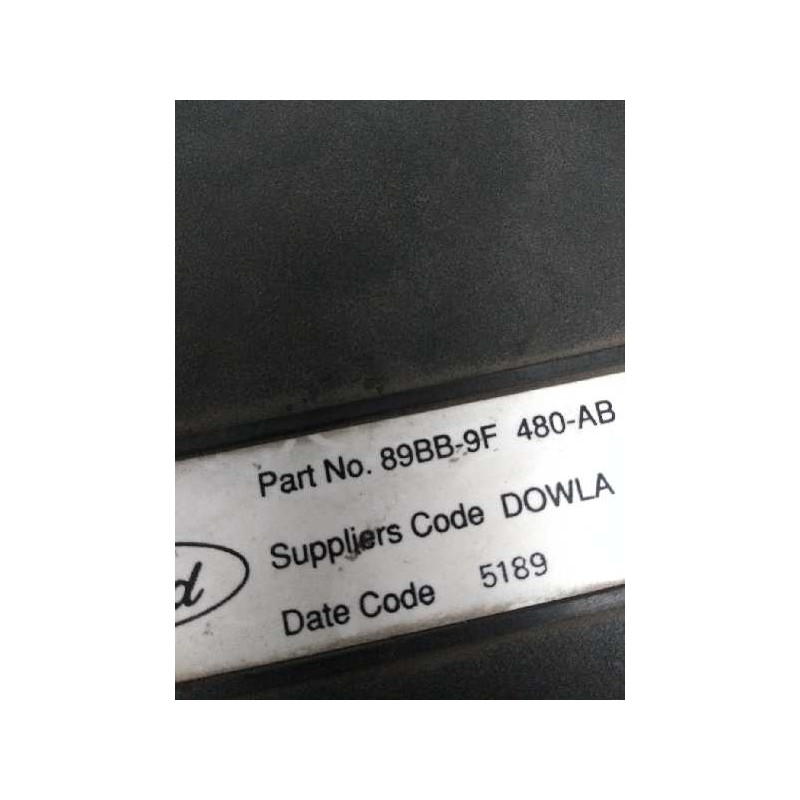 Part No. 89BB-9F 480-AB
Suppliers Code DOWLA
Date Code 5189